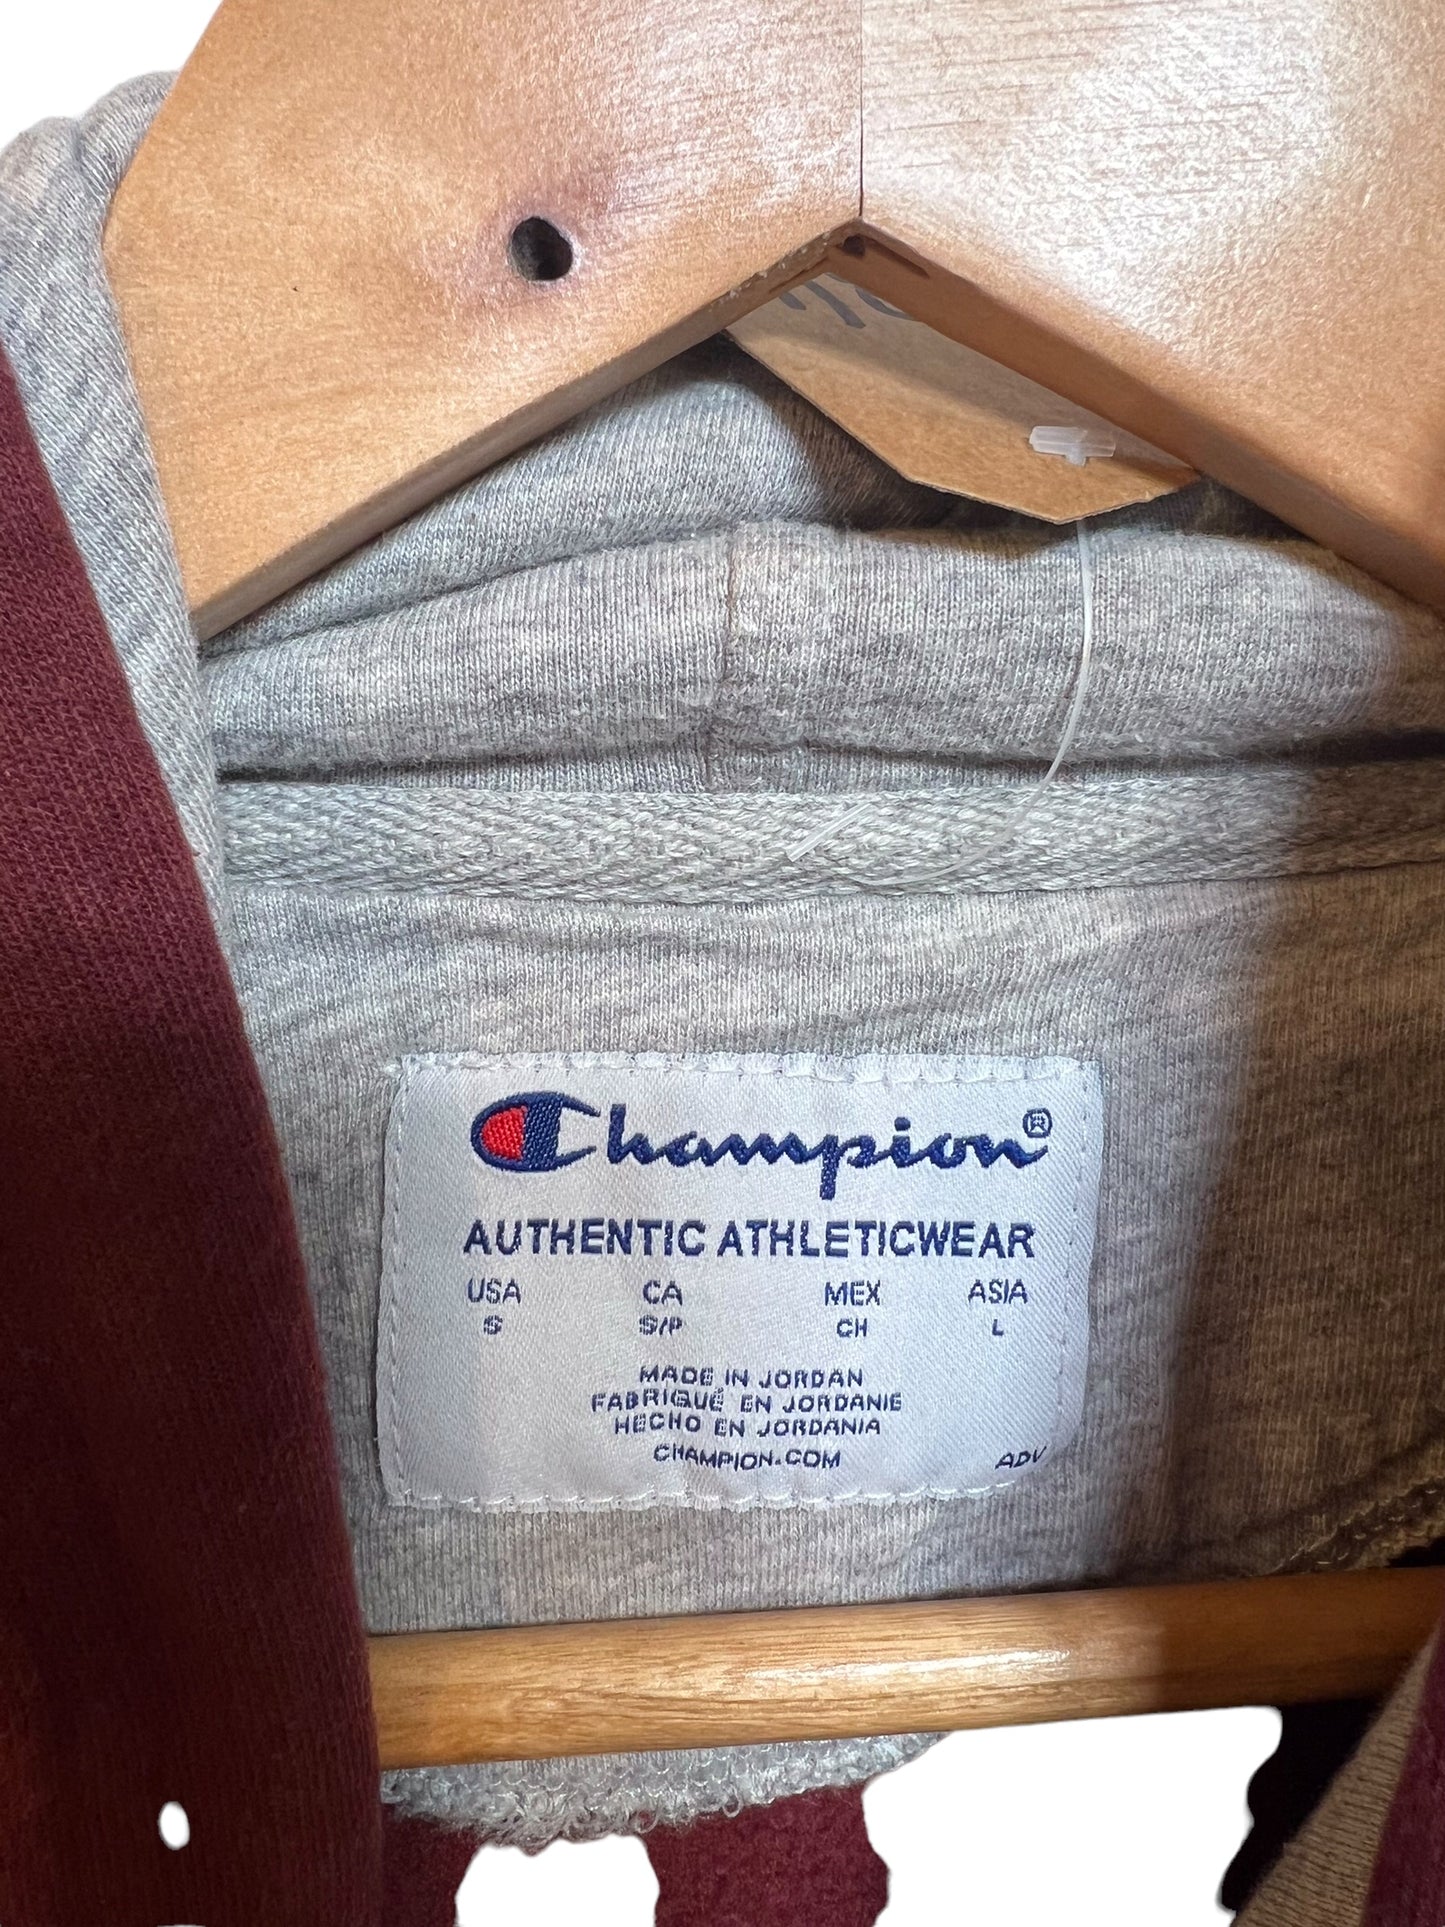 Champion®
AUTHENTIC ATHLETICWEAR
USA CA MEX ASIA
S S/P CH L
MADE IN JORDAN
FABRIQUÉ EN JORDANIE
HECHO EN JORDANIA
CHAMPION.COM ADV